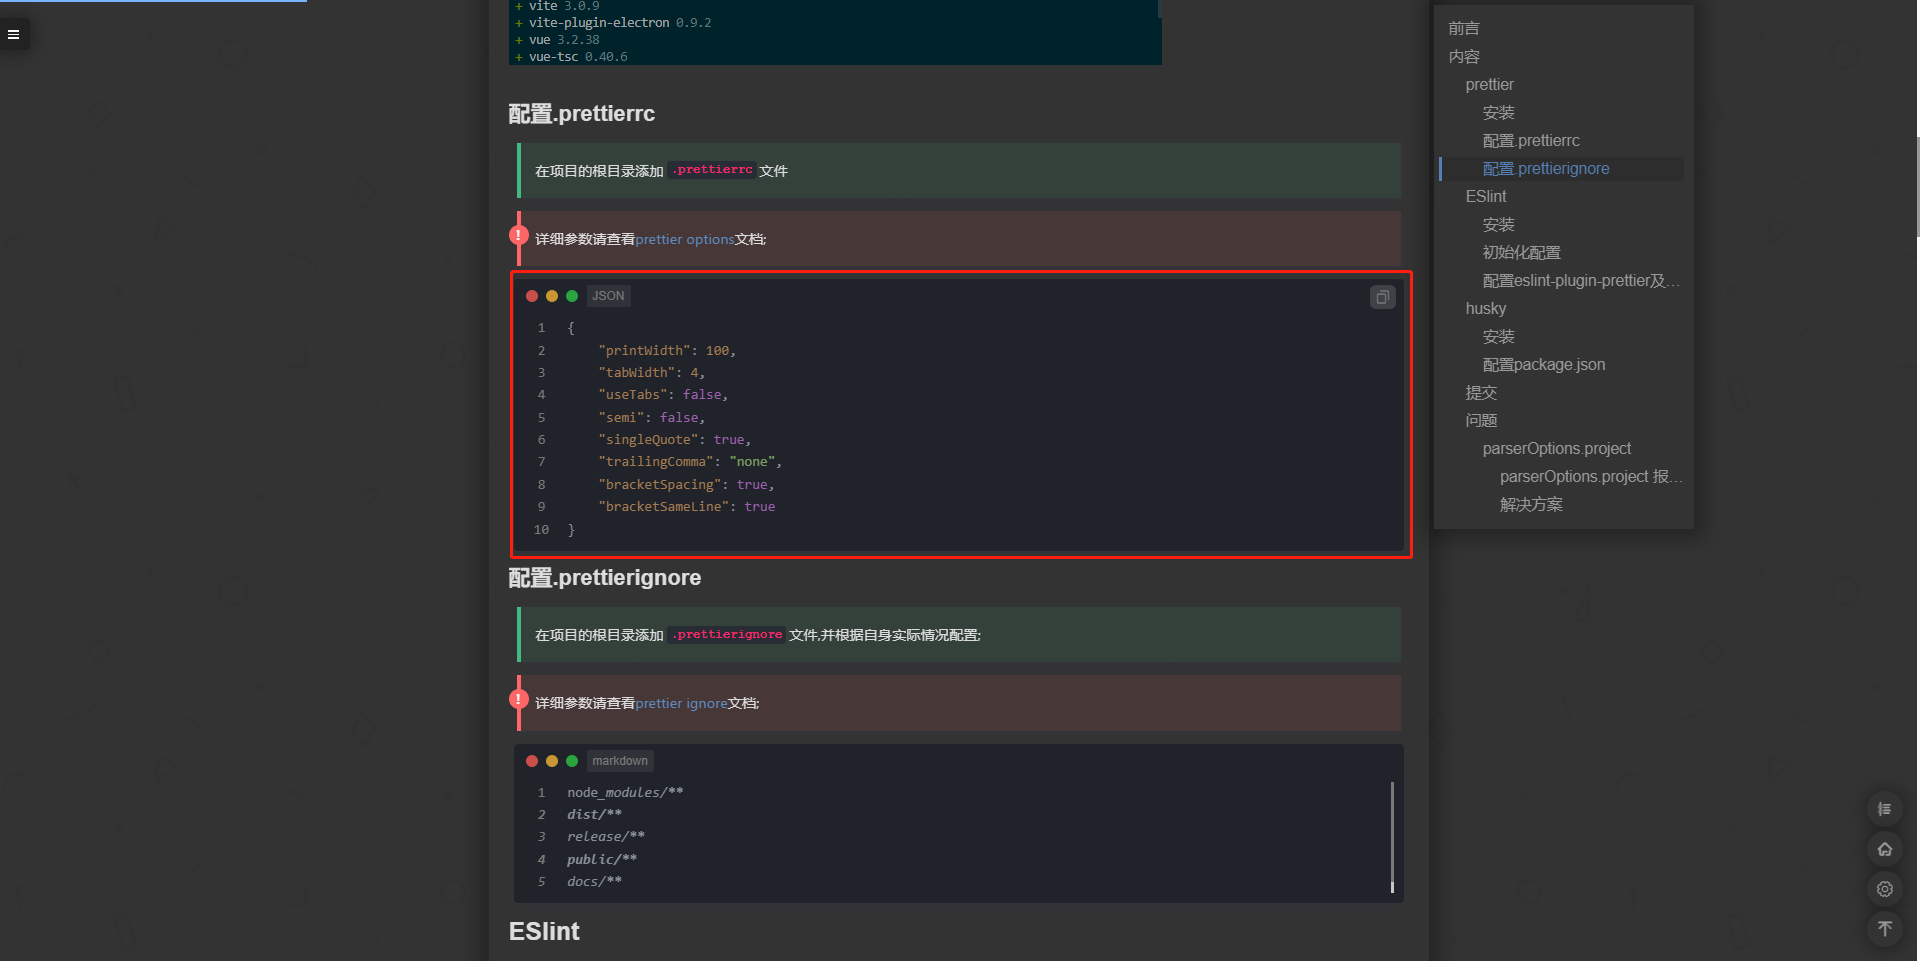 + vite 3.0.9
+ vite-plugin-electron 0.9.2
+ vue 3.2.38
+ vue-tsc 0.40.6
配置.prettierrc
在项目的根目录添加 .prettierrc 文件
! 详细参数请查看prettier options文档;
JSON
1 {
2 "printWidth": 100,
3 "tabWidth": 4,
4 "useTabs": false,
5 "semi": false,
6 "singleQuote": true,
7 "trailingComma": "none",
8 "bracketSpacing": true,
9 "bracketSameLine": true
10 }
配置.prettierignore
在项目的根目录添加 .prettierignore 文件,并根据自身实际情况配置;
! 详细参数请查看prettier ignore文档;
markdown
1 node_modules/**
2 dist/**
3 release/**
4 public/**
5 docs/**
ESlint
前言
内容
prettier
安装
配置.prettierrc
配置.prettierignore
ESlint
安装
初始化配置
配置eslint-plugin-prettier及...
husky
安装
配置package.json
提交
问题
parserOptions.project
parserOptions.project 报...
解决方案